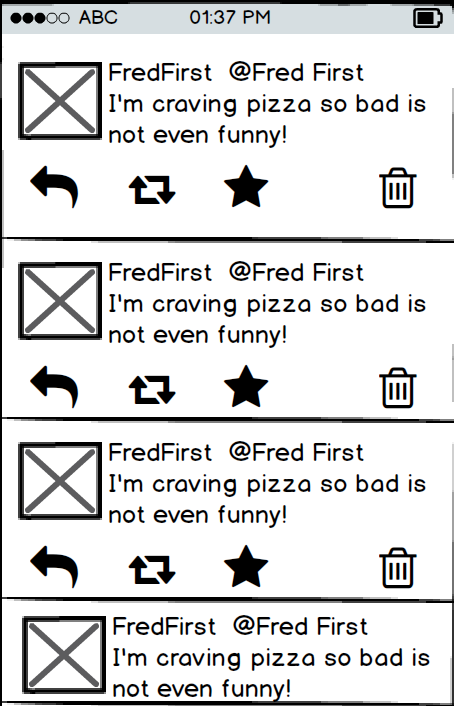 ABC 01:37 PM
FredFirst @Fred First
I'm craving pizza so bad is
not even funny!
FredFirst @Fred First
I'm craving pizza so bad is
not even funny!
FredFirst @Fred First
I'm craving pizza so bad is
not even funny!
FredFirst @Fred First
I'm craving pizza so bad is
not even funny!